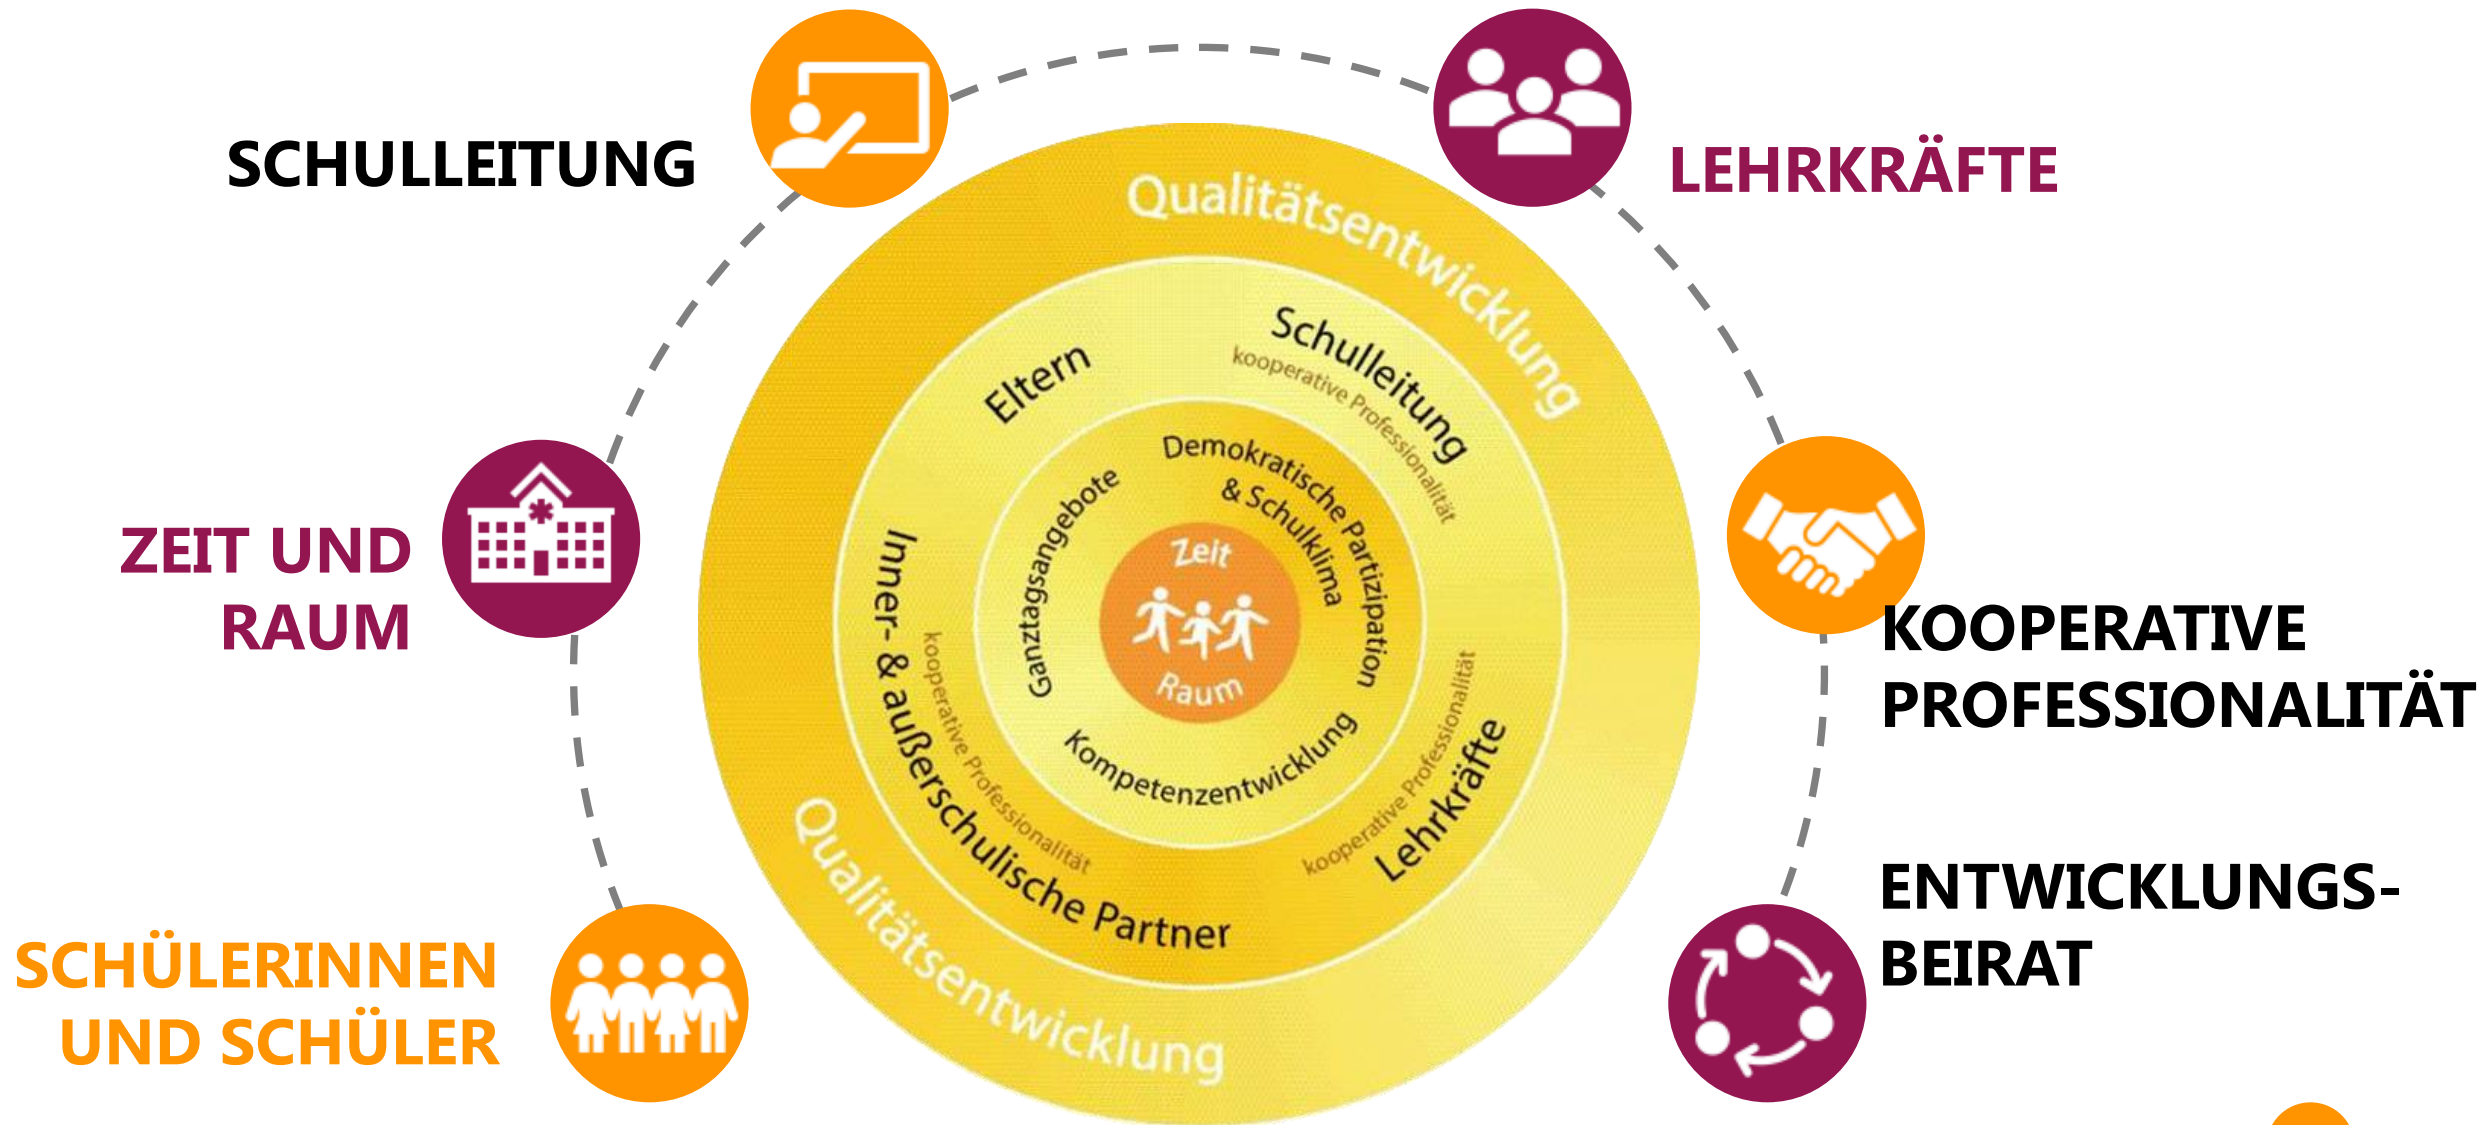 SCHULLEITUNG
LEHRKRÄFTE
Qualitätsentwicklung
Eltern
Schulleitung
kooperative Professionalität
Demokratische Partizipation
& Schulklima
Ganztagsangebote
Zeit
Raum
Kompetenzentwicklung
Inner- & außerschulische Partner
kooperative Professionalität
kooperative Professionalität
Lehrkräfte
Qualitätsentwicklung
ZEIT UND
RAUM
KOOPERATIVE
PROFESSIONALITÄT
SCHÜLERINNEN
UND SCHÜLER
ENTWICKLUNGS-
BEIRAT